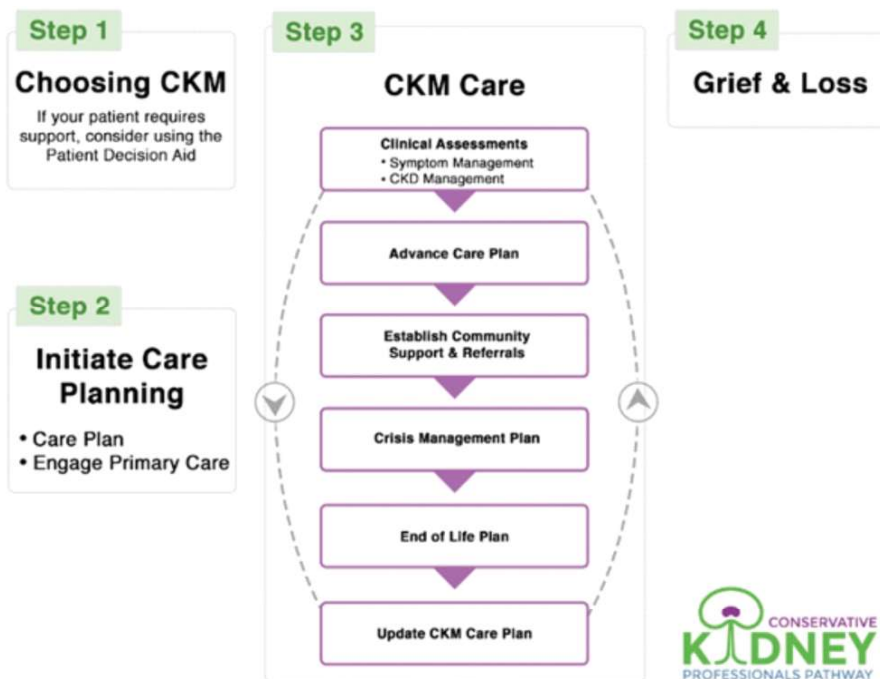 Step 1
Choosing CKM
If your patient requires
support, consider using the
Patient Decision Aid
Step 2
Initiate Care
Planning
• Care Plan
• Engage Primary Care
Step 3
CKM Care
Clinical Assessments
• Symptom Management
• CKD Management
Advance Care Plan
Establish Community
Support & Referrals
Crisis Management Plan
End of Life Plan
Update CKM Care Plan
Step 4
Grief & Loss
CONSERVATIVE
KIDNEY
PROFESSIONALS PATHWAY